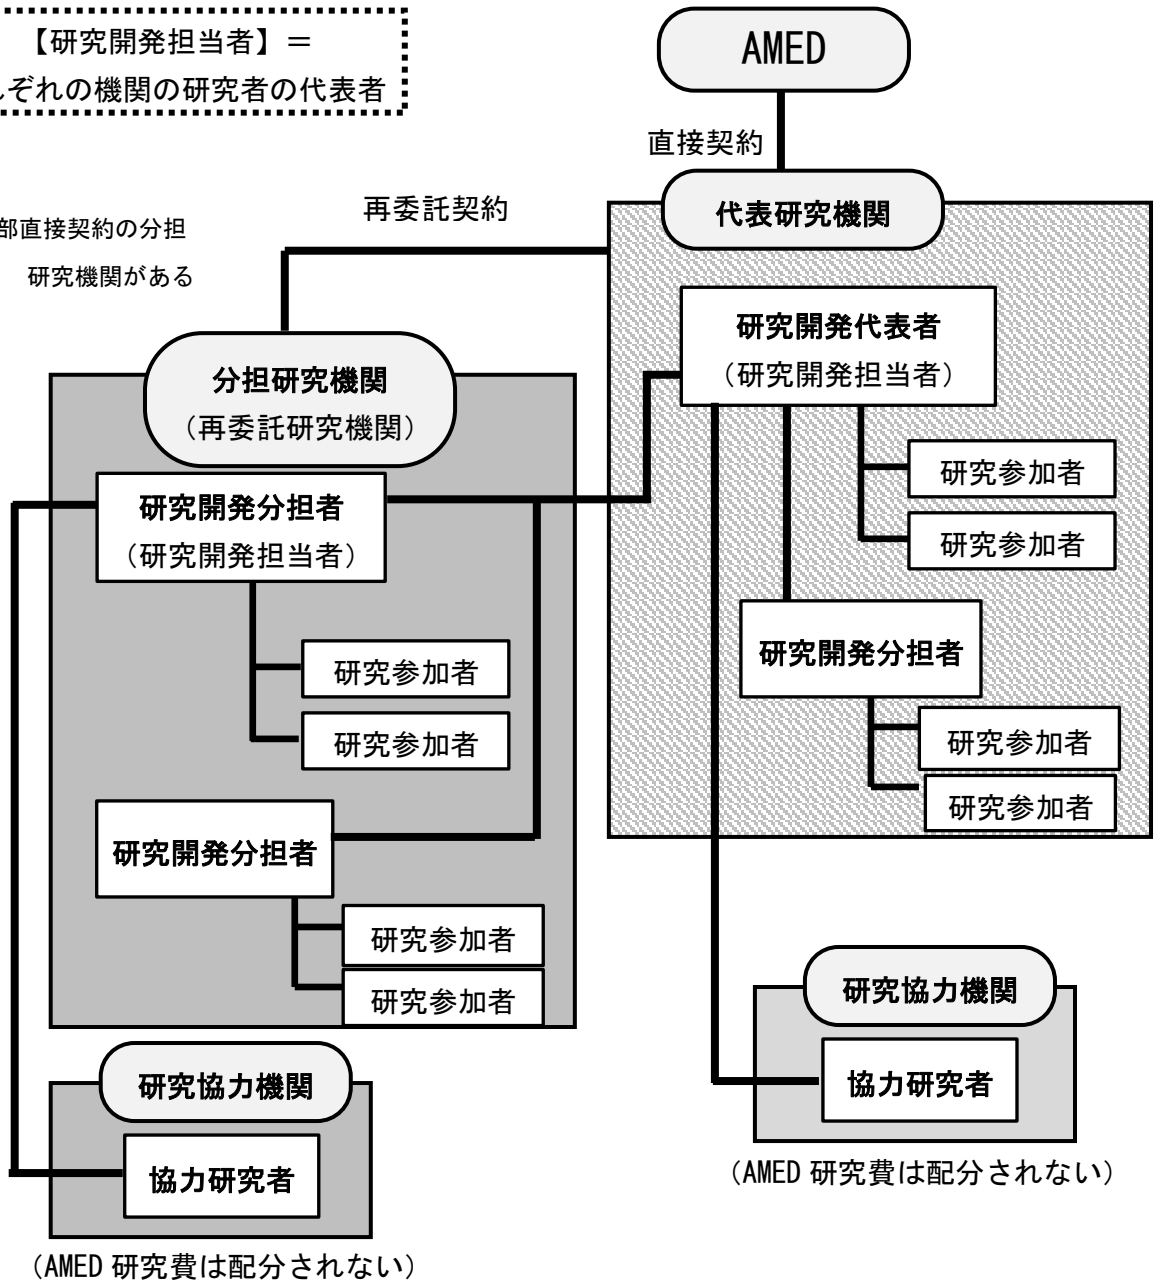 【研究開発担当者】＝
れぞれの機関の研究者の代表者
AMED
直接契約
代表研究機関
再委託契約
部直接契約の分担
研究機関がある
研究開発代表者
（研究開発担当者）
研究参加者
研究参加者
研究開発分担者
研究参加者
研究参加者
分担研究機関
（再委託研究機関）
研究開発分担者
（研究開発担当者）
研究参加者
研究参加者
研究開発分担者
研究参加者
研究参加者
研究協力機関
協力研究者
（AMED 研究費は配分されない）
研究協力機関
協力研究者
（AMED 研究費は配分されない）